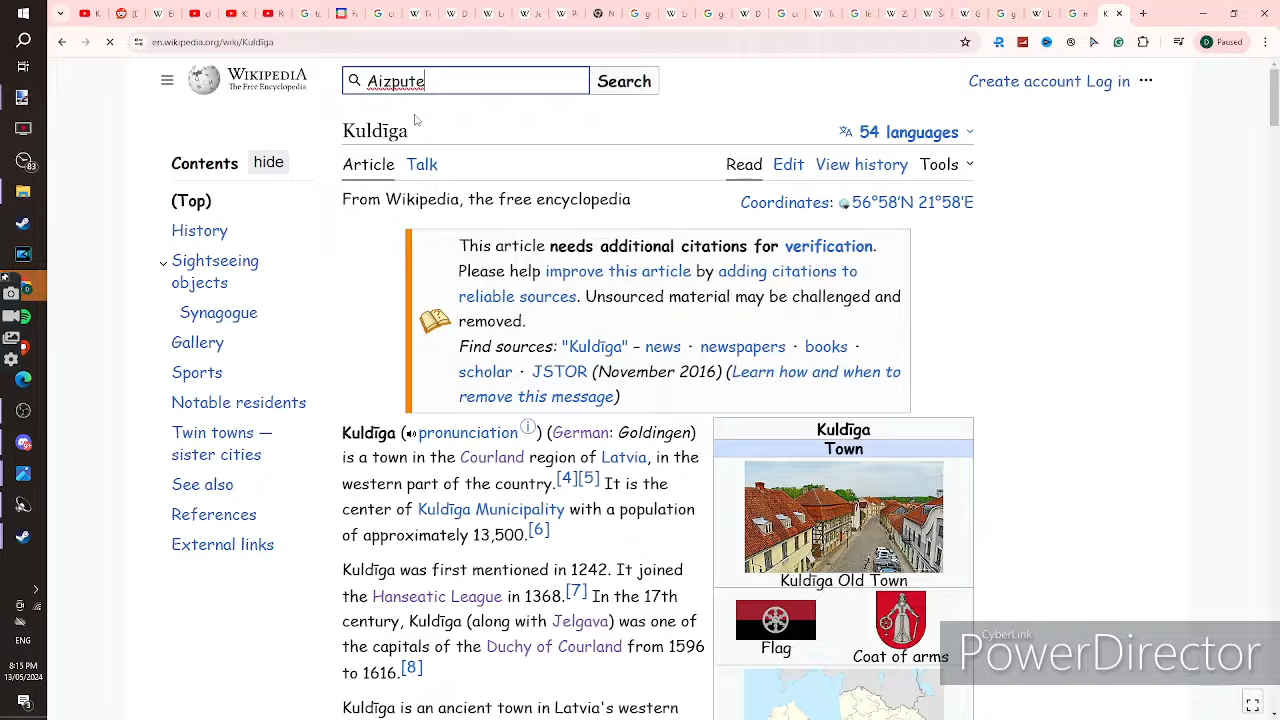 K
K
K
K
R
N
G
G
W
L
W
G
G
L
W
L
G
K
en.wikipedia.org/wiki/Kuldīga
Paused
WIKIPEDIA
The Free Encyclopedia
Aizpute
Search
Create account Log in
Kuldīga
54 languages
Contents hide
Article Talk
Read Edit View history Tools
(Top)
From Wikipedia, the free encyclopedia
Coordinates: 56°58′N 21°58′E
History
Sightseeing
objects
Synagogue
Gallery
Sports
Notable residents
Twin towns —
sister cities
See also
References
External links
This article needs additional citations for verification.
Please help improve this article by adding citations to
reliable sources. Unsourced material may be challenged and
removed.
Find sources: "Kuldīga" – news · newspapers · books ·
scholar · JSTOR (November 2016) (Learn how and when to
remove this message)
Kuldīga (pronunciation) (German: Goldingen)
is a town in the Courland region of Latvia, in the
western part of the country.[4][5] It is the
center of Kuldīga Municipality with a population
of approximately 13,500.[6]
Kuldīga was first mentioned in 1242. It joined
the Hanseatic League in 1368.[7] In the 17th
century, Kuldīga (along with Jelgava) was one of
the capitals of the Duchy of Courland from 1596
to 1616.[8]
Kuldīga is an ancient town in Latvia's western
Kuldīga
Town
Kuldīga Old Town
Flag
Coat of arms
83
ENG
8:15 PM
13/05/2024
CyberLink
PowerDirector